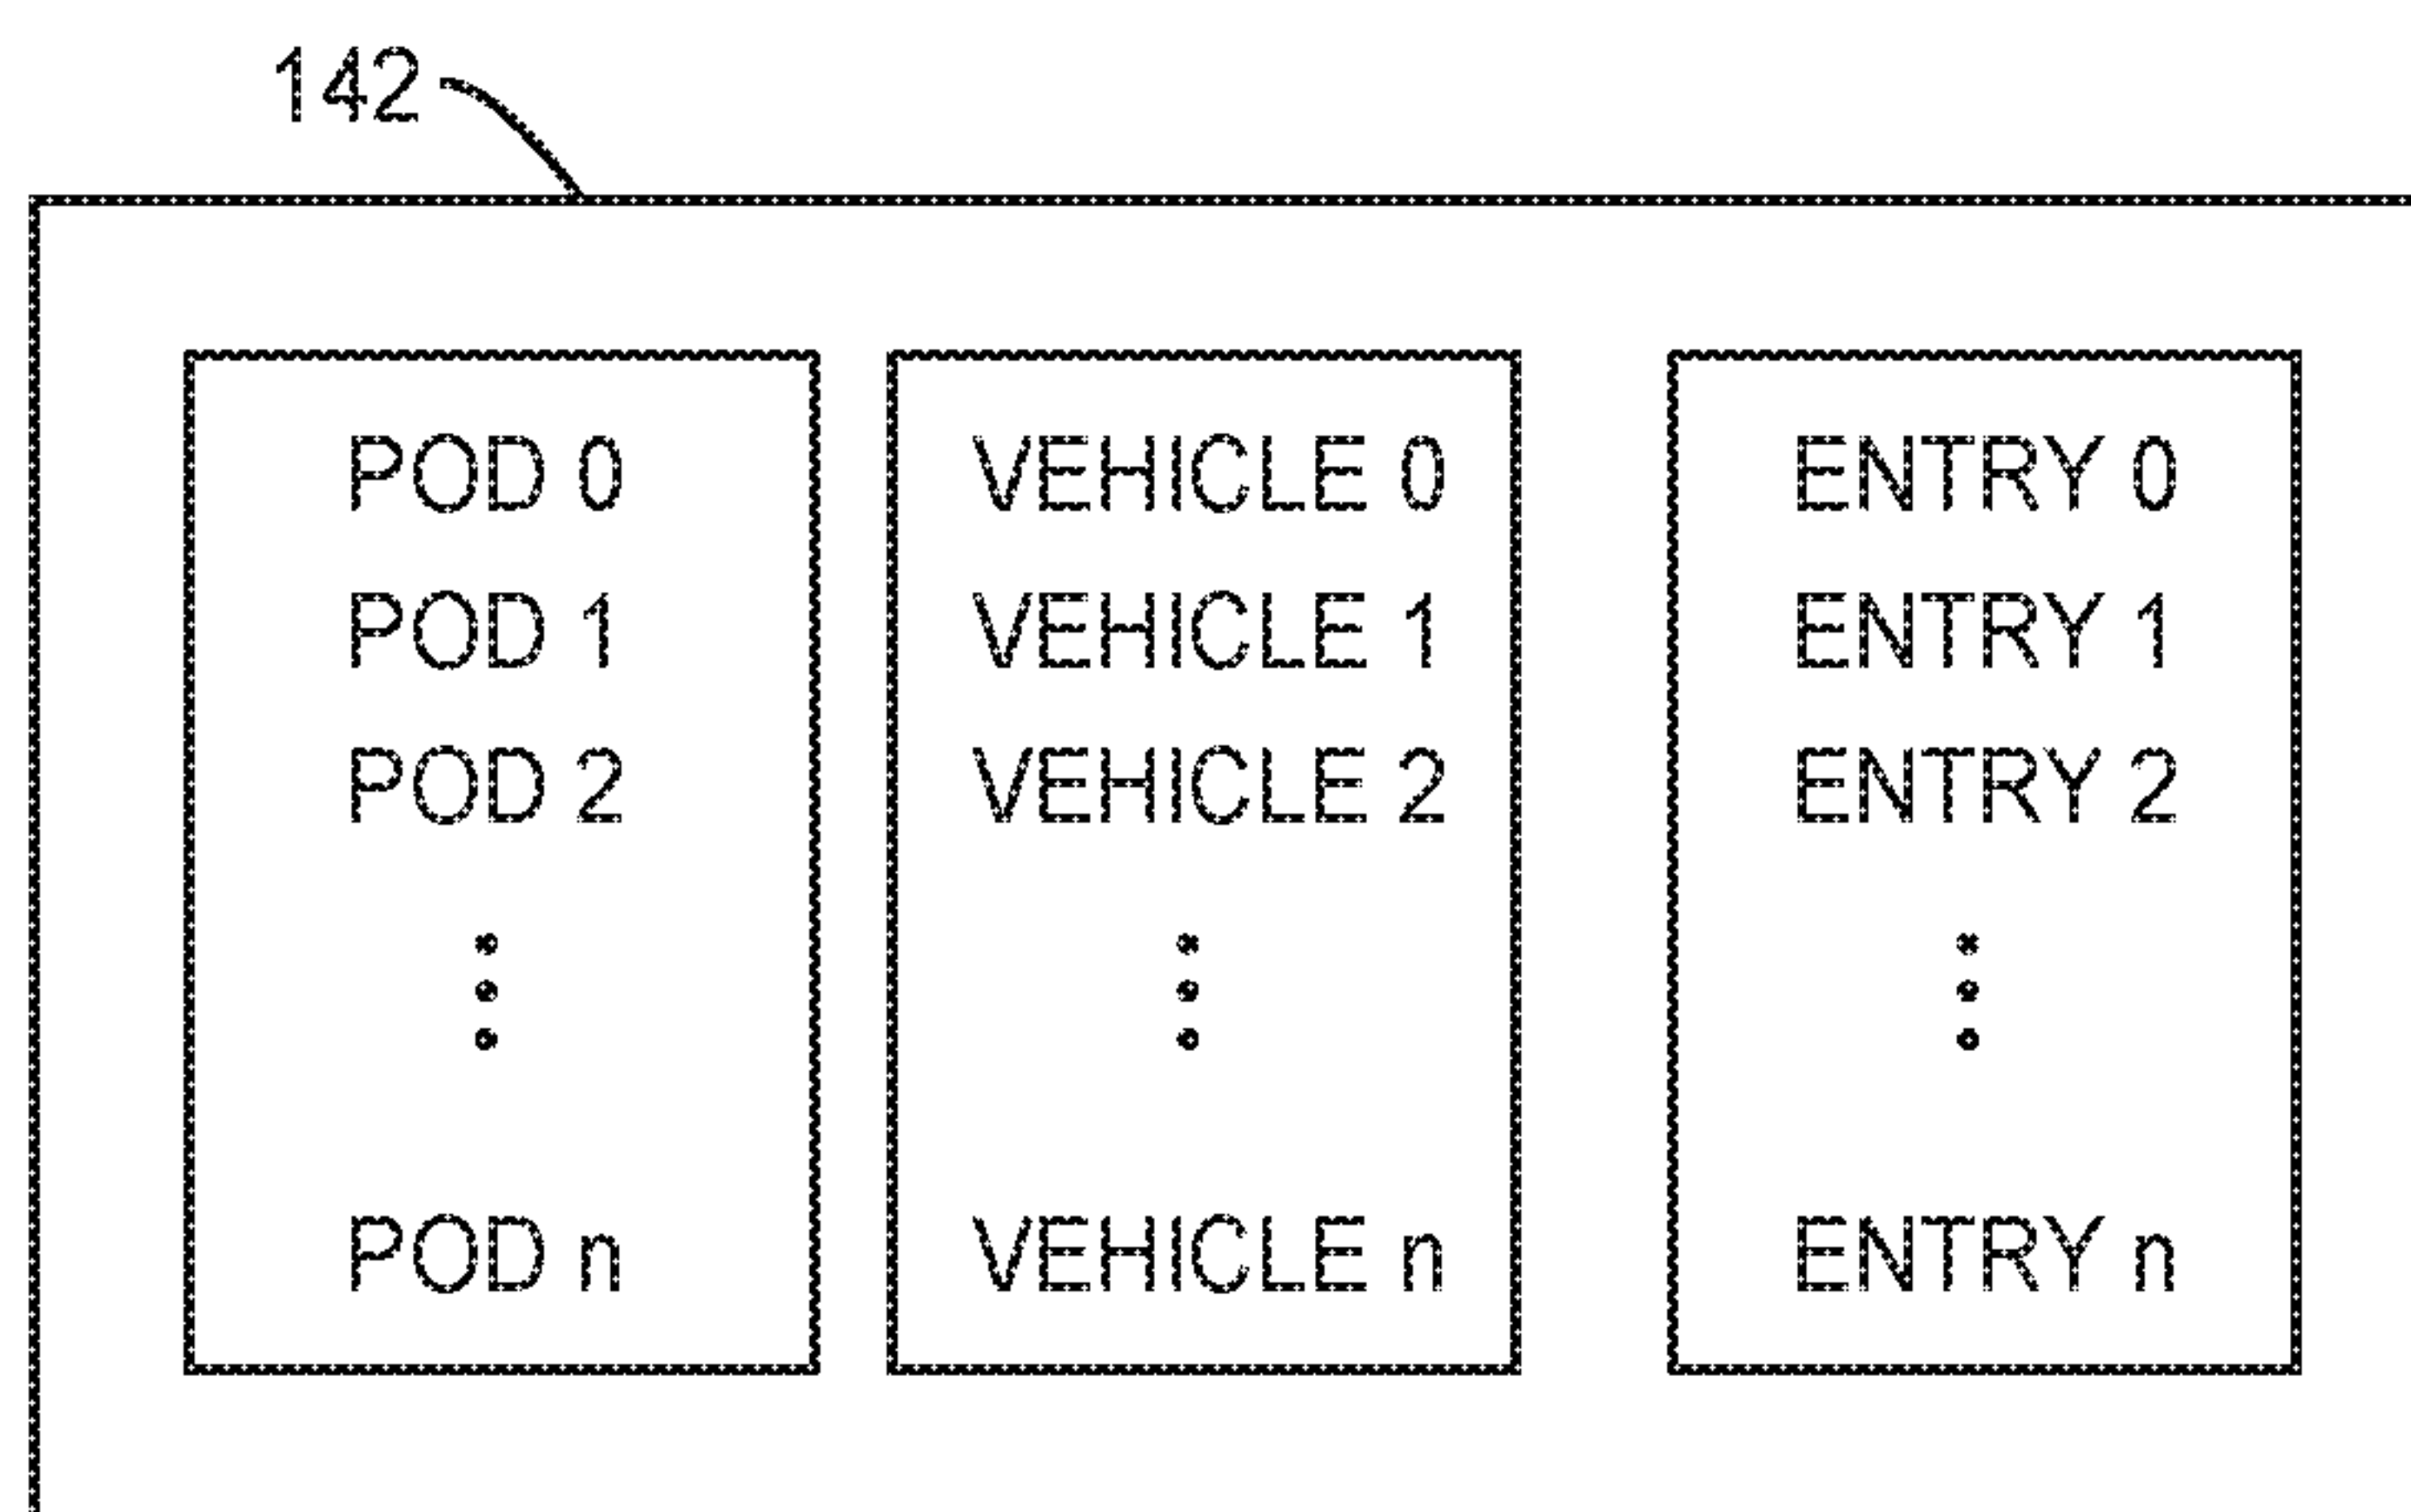 142
POD 0
POD 1
POD 2
POD n
VEHICLE 0
VEHICLE 1
VEHICLE 2
VEHICLE n
ENTRY 0
ENTRY 1
ENTRY 2
ENTRY n